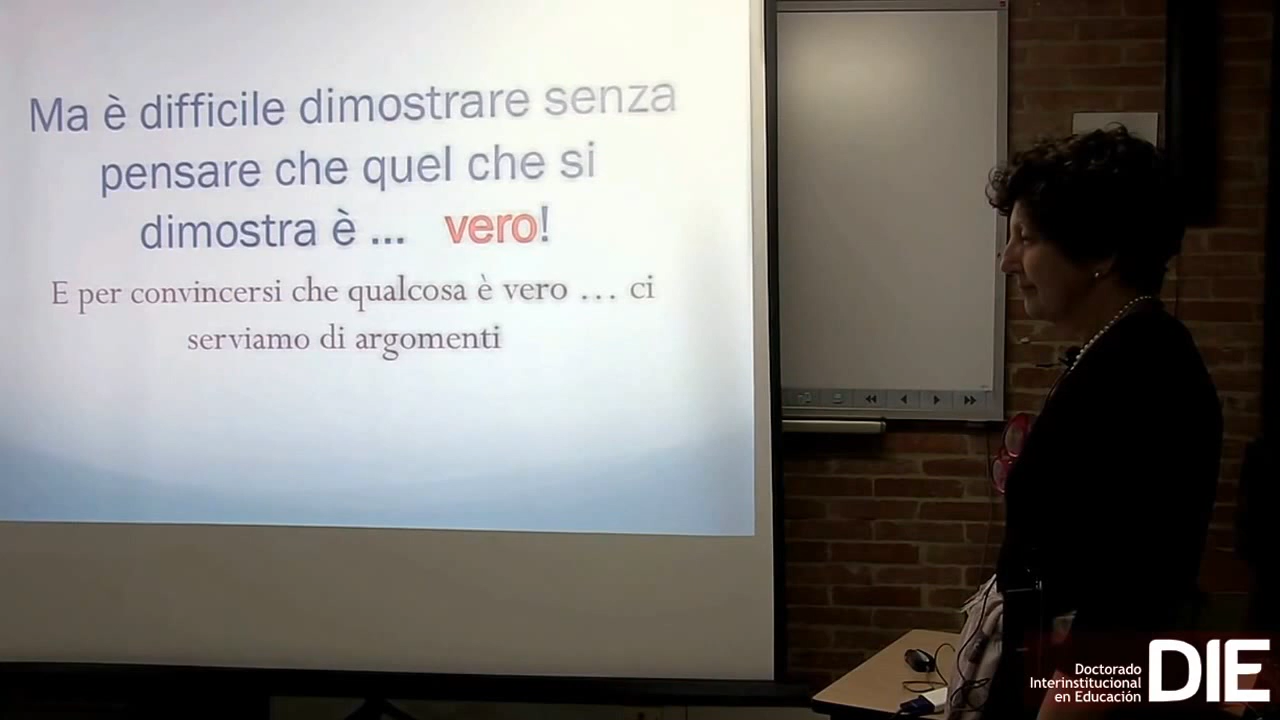 Ma è difficile dimostrare senza
pensare che quel che si
dimostra è ... vero!
E per convincersi che qualcosa è vero ... ci
serviamo di argomenti
Doctorado
Interinstitucional
en Educación
DIE